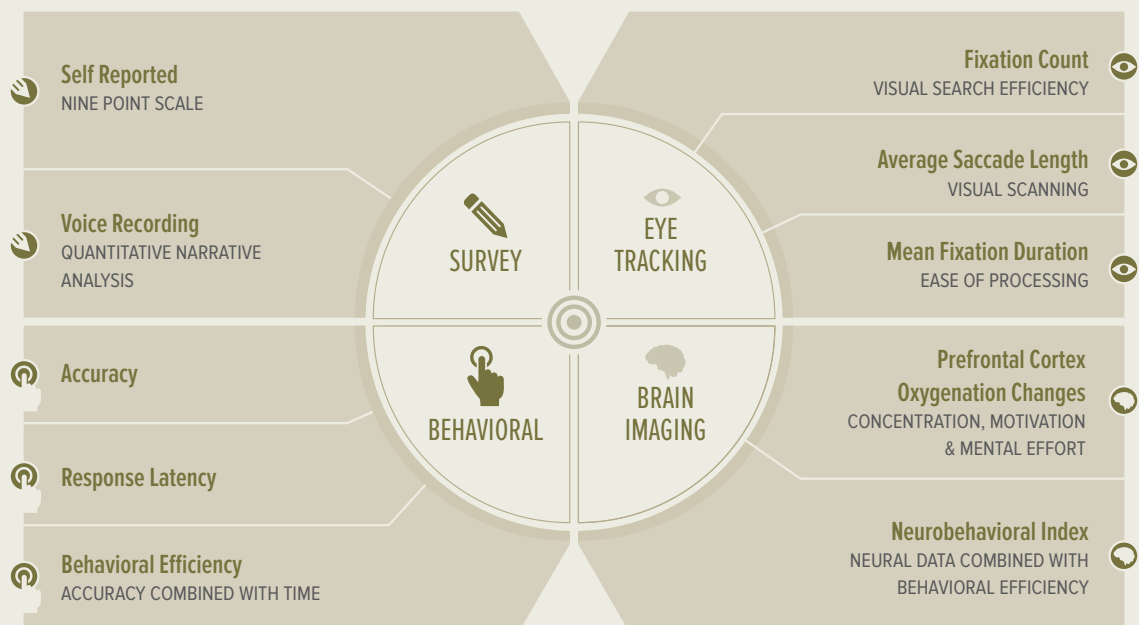 Self Reported
NINE POINT SCALE
Voice Recording
QUANTITATIVE NARRATIVE
ANALYSIS
Accuracy
Response Latency
Behavioral Efficiency
ACCURACY COMBINED WITH TIME
SURVEY
EYE
TRACKING
BEHAVIORAL
BRAIN
IMAGING
Fixation Count
VISUAL SEARCH EFFICIENCY
Average Saccade Length
VISUAL SCANNING
Mean Fixation Duration
EASE OF PROCESSING
Prefrontal Cortex
Oxygenation Changes
CONCENTRATION, MOTIVATION
& MENTAL EFFORT
Neurobehavioral Index
NEURAL DATA COMBINED WITH
BEHAVIORAL EFFICIENCY